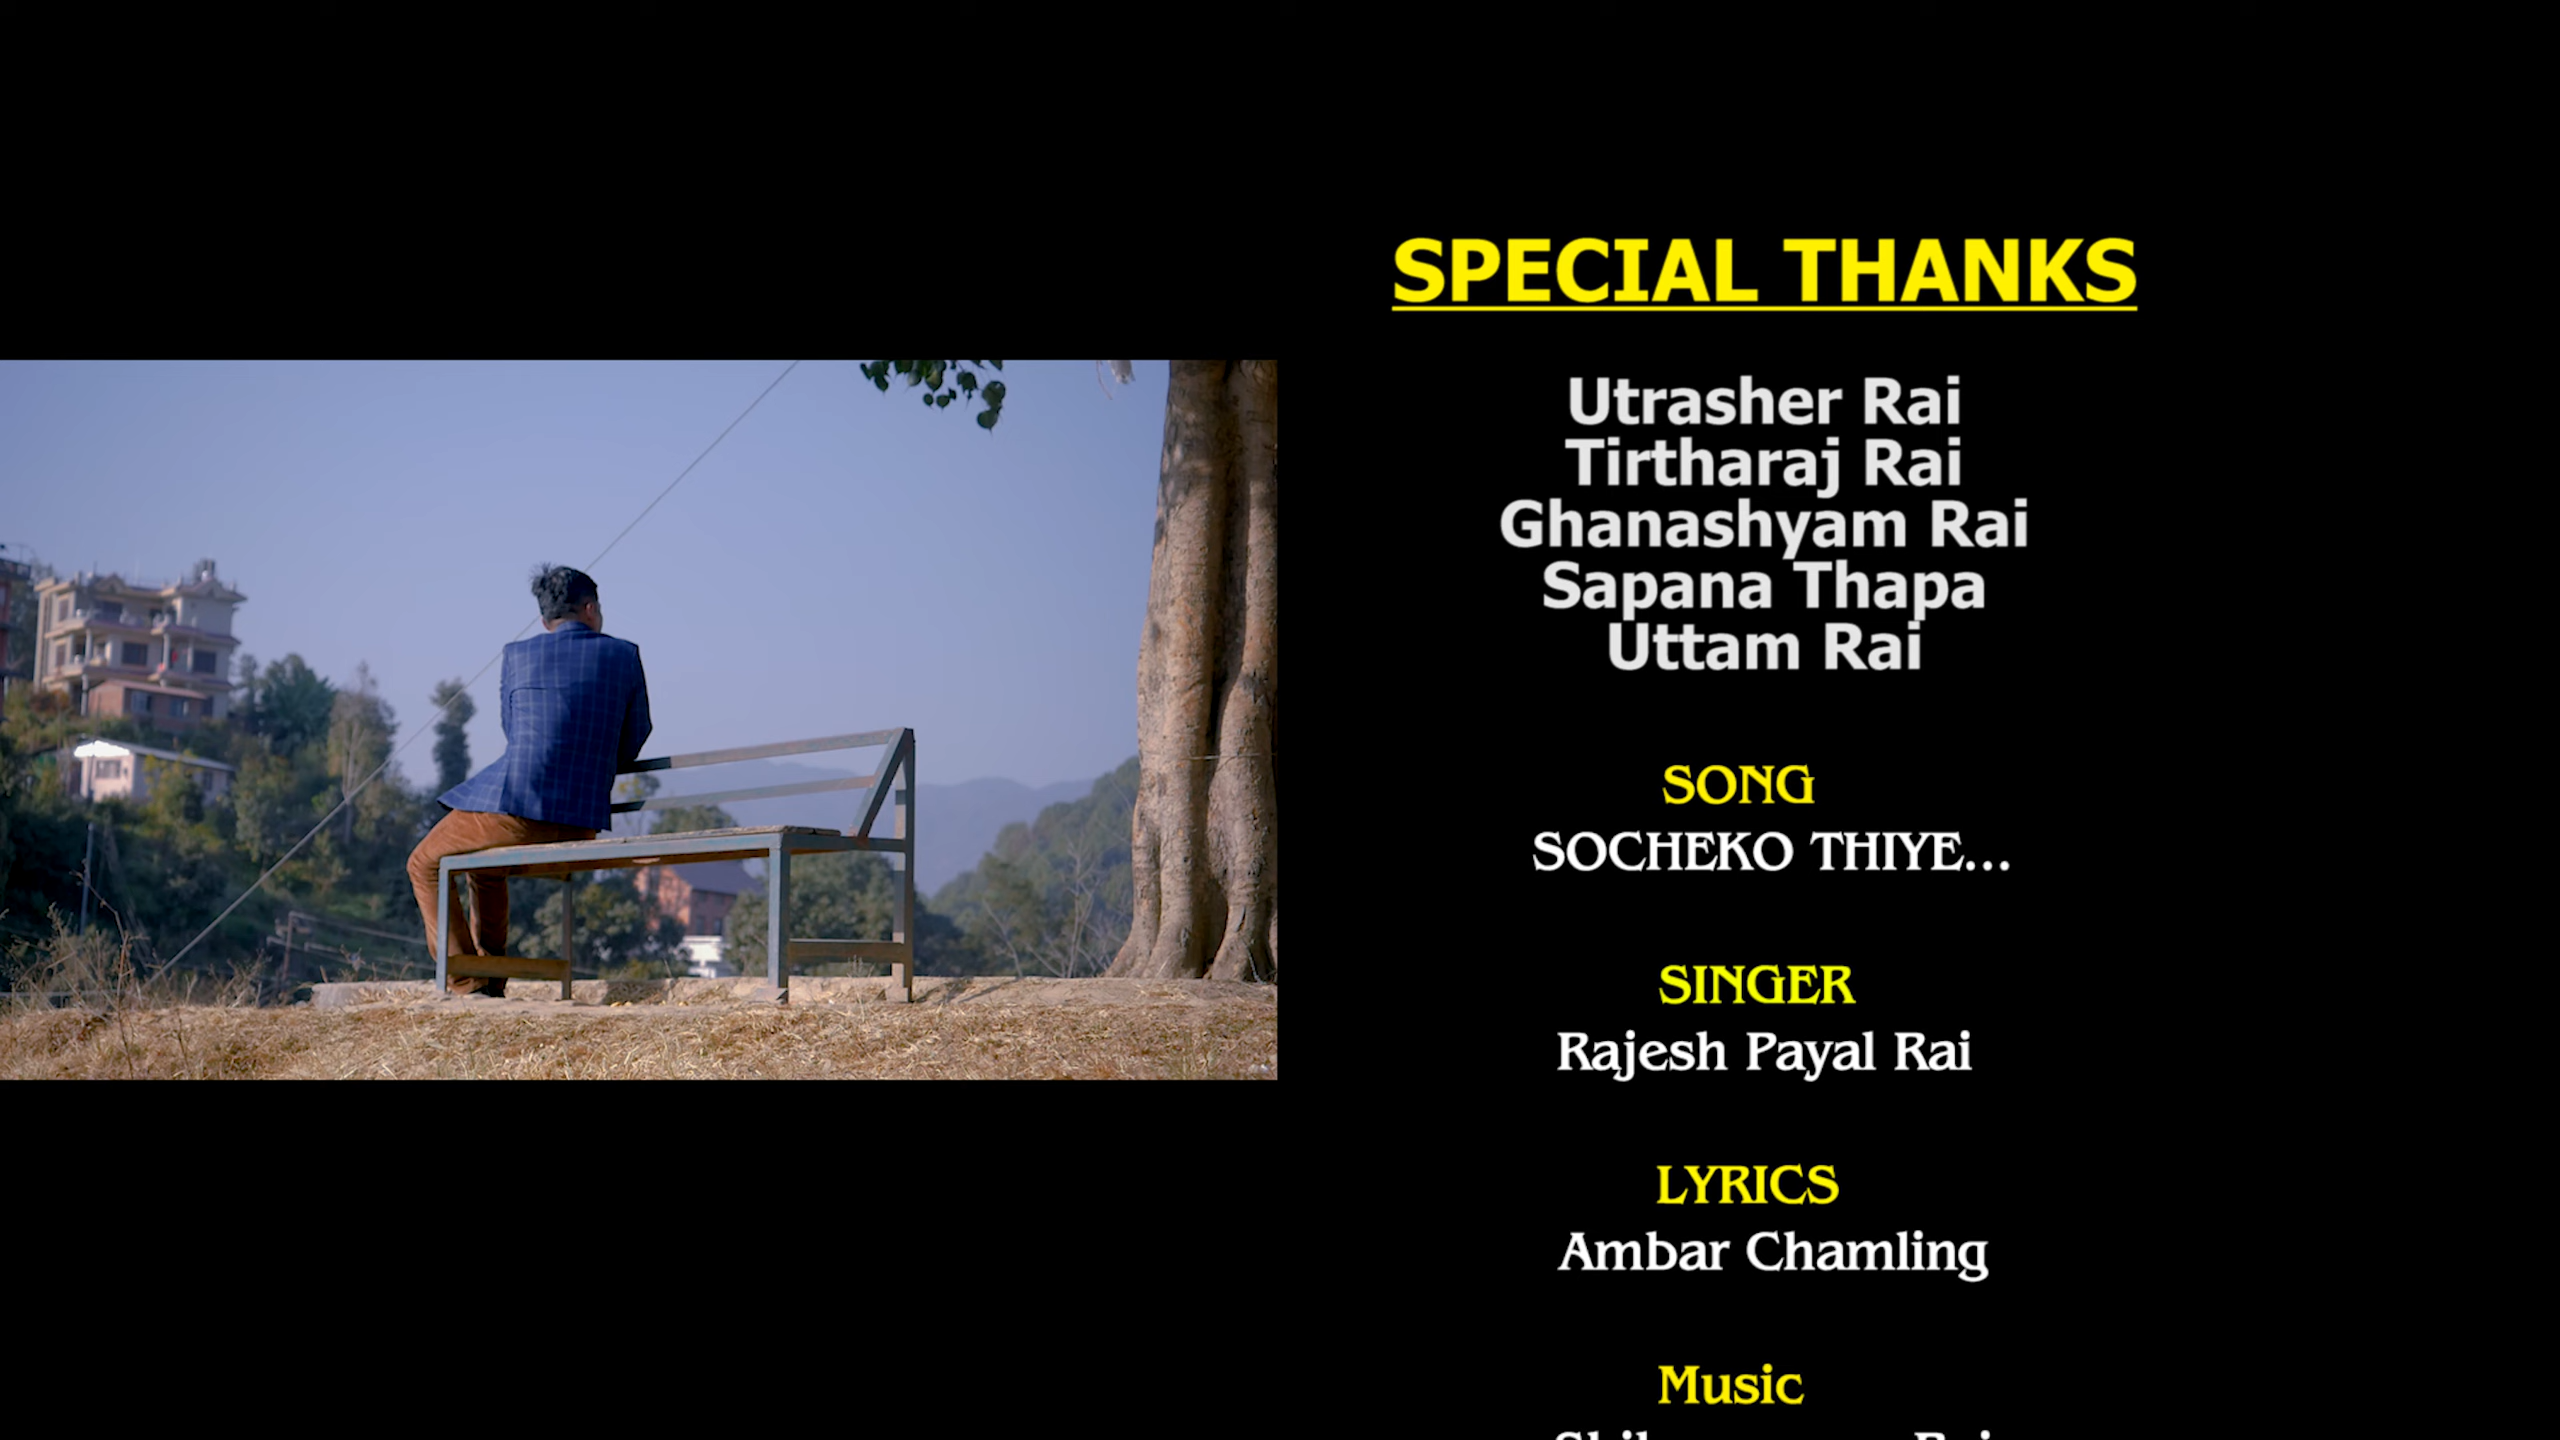 SPECIAL THANKS
Utrasher Rai
Tirtharaj Rai
Ghanashyam Rai
Sapana Thapa
Uttam Rai
SONG
SOCHEKO THIYE...
SINGER
Rajesh Payal Rai
LYRICS
Ambar Chamling
Music